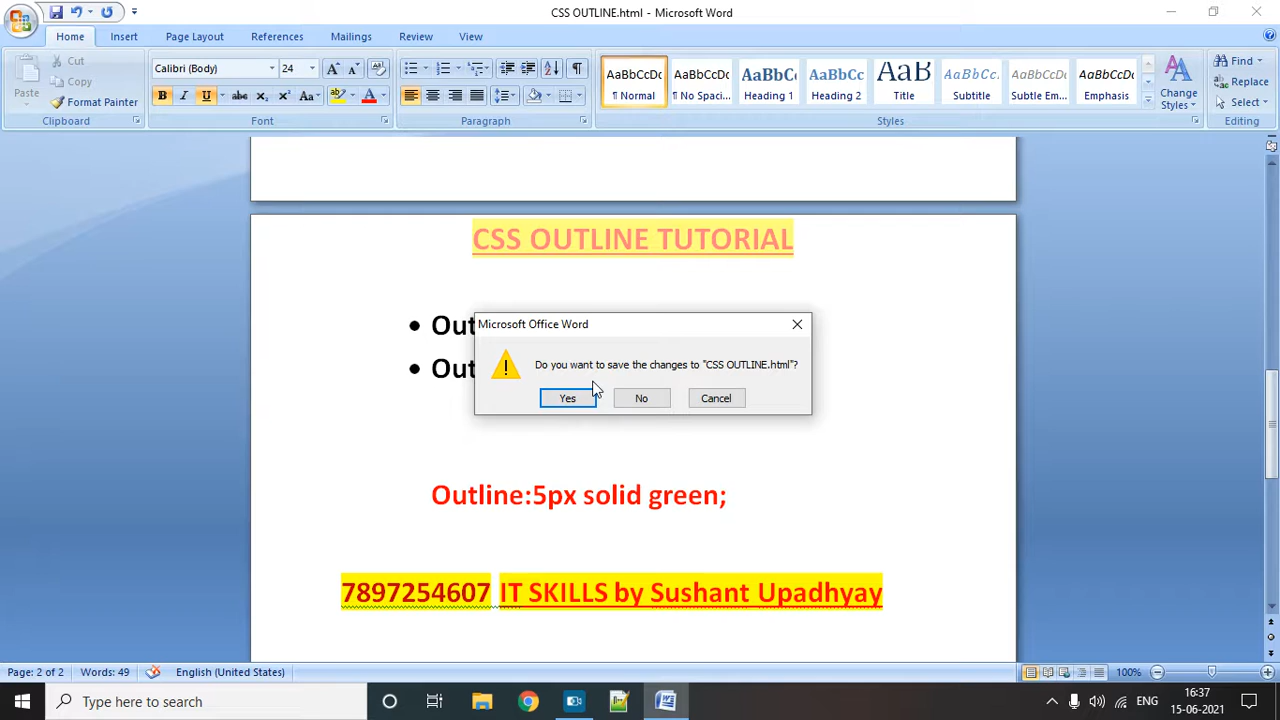 CSS OUTLINE.html - Microsoft Word
Home Insert Page Layout References Mailings Review View
Paste
Cut
Copy
Format Painter
Clipboard
Calibri (Body) 24
B I U abc X₂ X² Aa
Font
Paragraph
AaBbCcDc AaBbCcDc AaBbCc AaBbCc AaB AaBbCc. AaBbCcDc AaBbCcDc
¶ Normal ¶ No Spaci... Heading 1 Heading 2 Title Subtitle Subtle Em... Emphasis
Change Styles
Styles
Find
Replace
Select
Editing
CSS OUTLINE TUTORIAL
• Out
• Out
Microsoft Office Word
Do you want to save the changes to "CSS OUTLINE.html"?
Yes No Cancel
Outline:5px solid green;
7897254607 IT SKILLS by Sushant Upadhyay
Page: 2 of 2 Words: 49 English (United States) 100%
Type here to search
ENG
16:37
15-06-2021